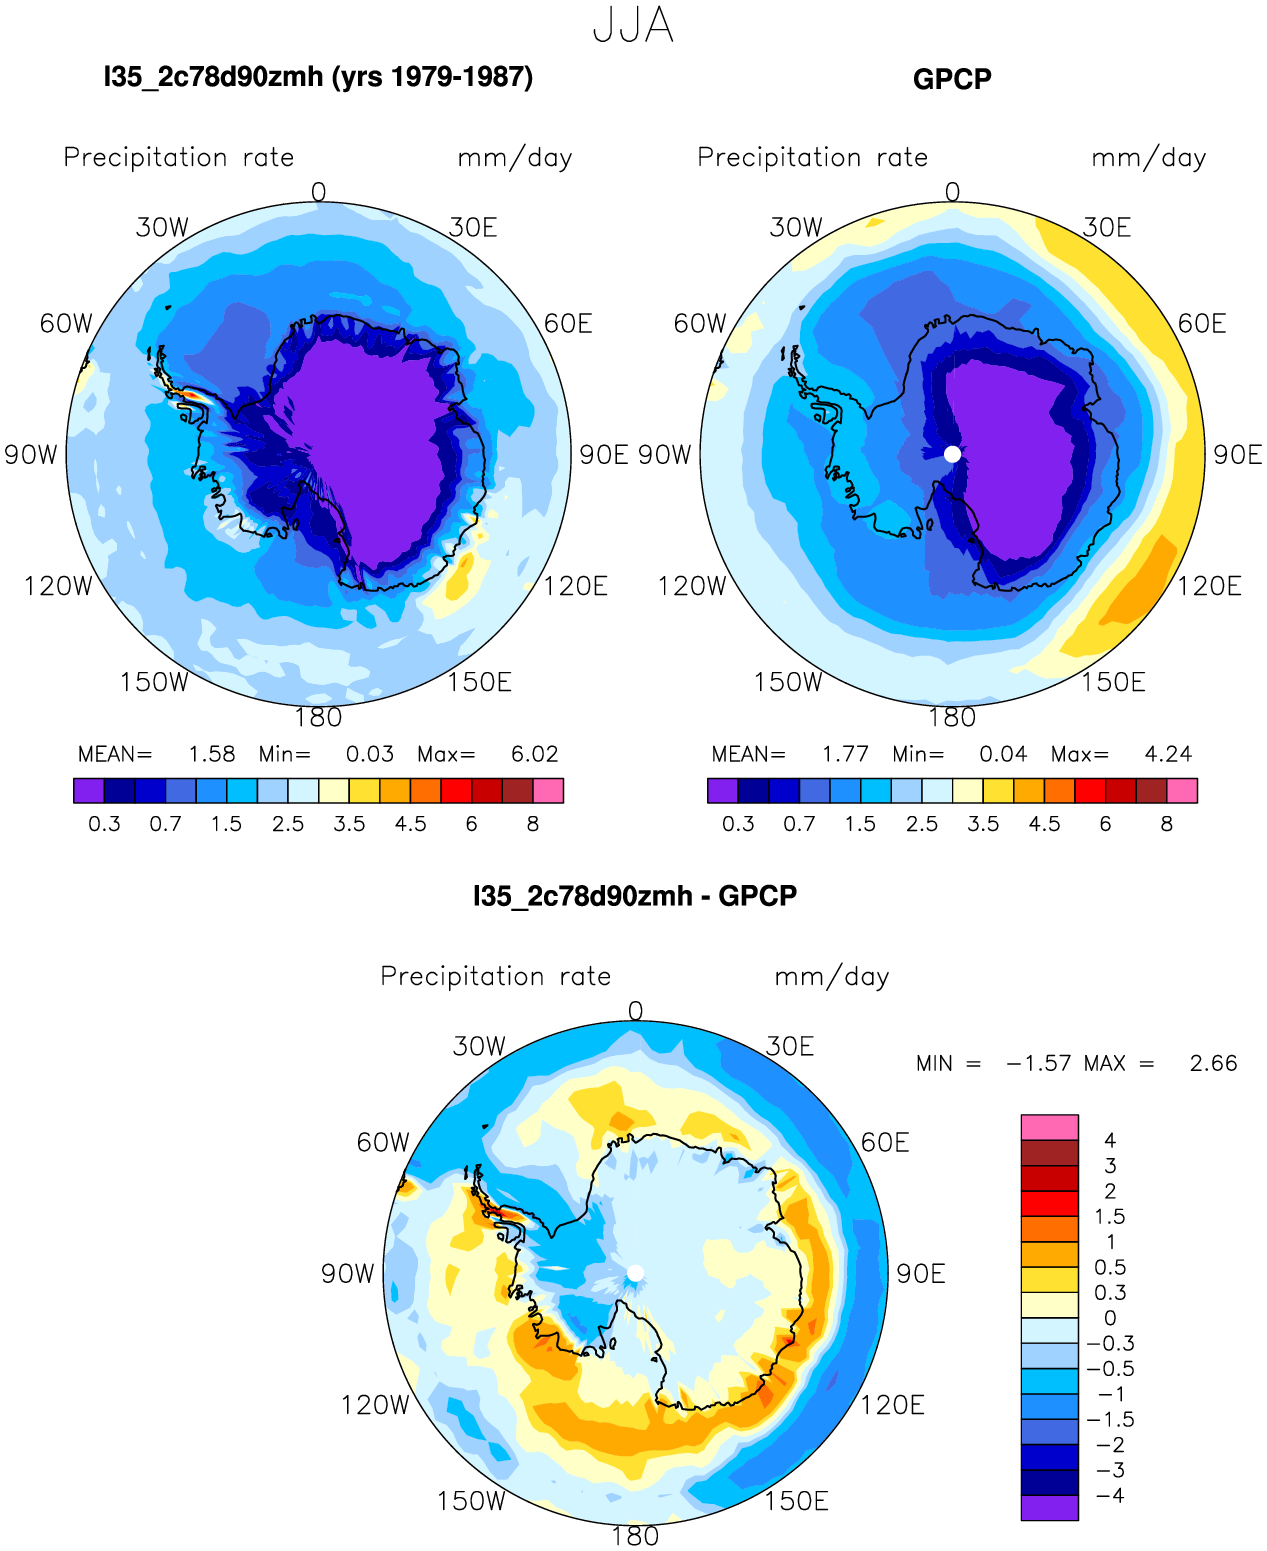 JJA
l35_2c78d90zmh (yrs 1979-1987)
GPCP
Precipitation rate mm/day
Precipitation rate mm/day
0
30W 30E
60W 60E
90W 90E
120W 120E
150W 150E
180
0
30W 30E
60W 60E
90W 90E
120W 120E
150W 150E
180
MEAN= 1.58 Min= 0.03 Max= 6.02
0.3 0.7 1.5 2.5 3.5 4.5 6 8
MEAN= 1.77 Min= 0.04 Max= 4.24
0.3 0.7 1.5 2.5 3.5 4.5 6 8
l35_2c78d90zmh - GPCP
Precipitation rate mm/day
0
30W 30E
60W 60E
90W 90E
120W 120E
150W 150E
180
MIN = -1.57 MAX = 2.66
4
3
2
1.5
1
0.5
0.3
0
-0.3
-0.5
-1
-1.5
-2
-3
-4